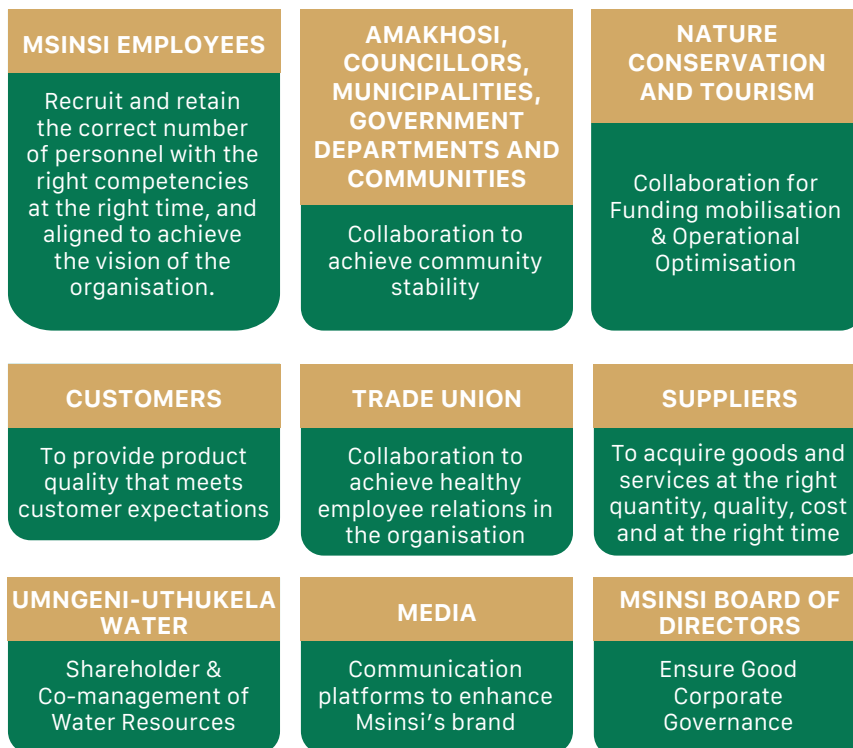 MSINSI EMPLOYEES
Recruit and retain
the correct number
of personnel with the
right competencies
at the right time, and
aligned to achieve
the vision of the
organisation.
AMAKHOSI,
COUNCILLORS,
MUNICIPALITIES,
GOVERNMENT
DEPARTMENTS AND
COMMUNITIES
Collaboration to
achieve community
stability
NATURE
CONSERVATION
AND TOURISM
Collaboration for
Funding mobilisation
& Operational
Optimisation
CUSTOMERS
To provide product
quality that meets
customer expectations
TRADE UNION
Collaboration to
achieve healthy
employee relations in
the organisation
SUPPLIERS
To acquire goods and
services at the right
quantity, quality, cost
and at the right time
UMNGENI-UTHUKELA
WATER
Shareholder &
Co-management of
Water Resources
MEDIA
Communication
platforms to enhance
Msinsi’s brand
MSINSI BOARD OF
DIRECTORS
Ensure Good
Corporate
Governance